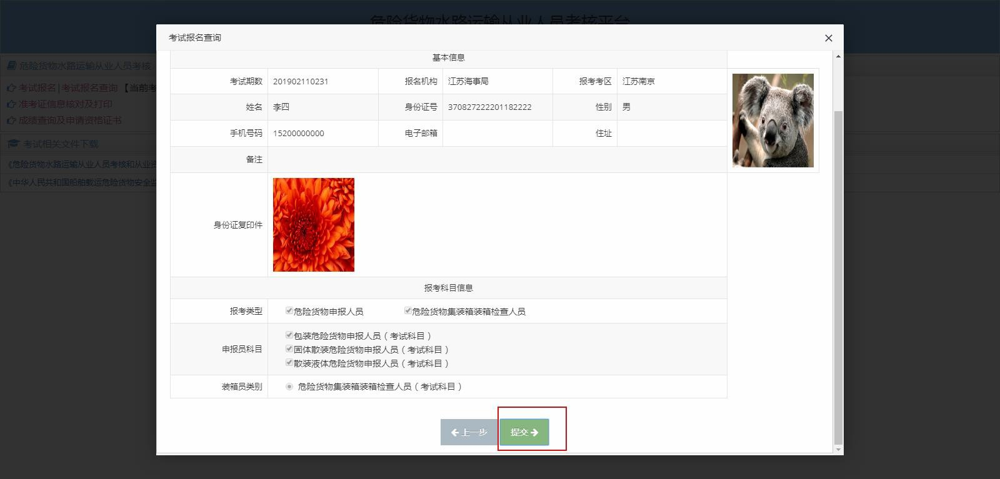 危险货物水路运输从业人员考核平台
考试报名查询
危险货物水路运输从业人员考核
考试报名|考试报名查询 【当前考
准考证信息核对及打印
成绩查询及申请资格证书
考试相关文件下载
《危险货物水路运输从业人员考核和从业资
《中华人民共和国船舶载运危险货物安全监
基本信息
考试期数 201902110231 报名机构 江苏海事局 报考考区 江苏南京
姓名 李四 身份证号 370827222201182222 性别 男
手机号码 15200000000 电子邮箱 住址
备注
身份证复印件
报考科目信息
报考类型 危险货物申报人员 危险货物集装箱装箱检查人员
包装危险货物申报人员（考试科目）
申报员科目 固体散装危险货物申报人员（考试科目）
散装液体危险货物申报人员（考试科目）
装箱员类别 危险货物集装箱装箱检查人员（考试科目）
上一步 提交